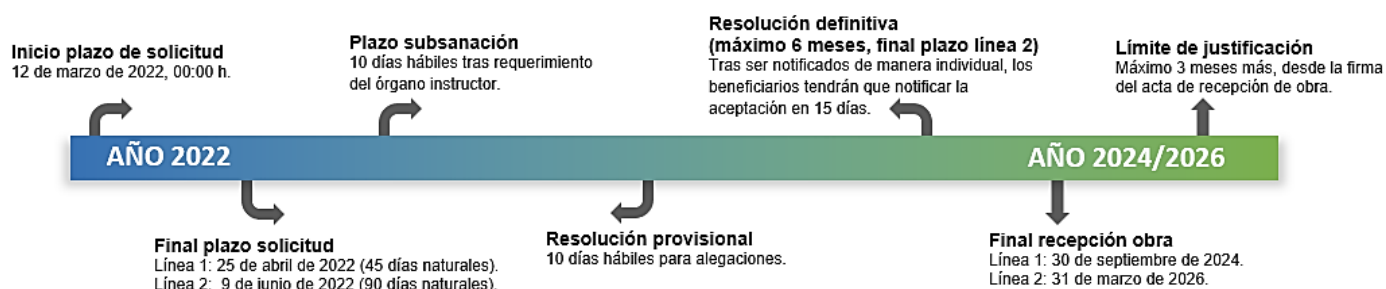 Inicio plazo de solicitud
12 de marzo de 2022, 00:00 h.
Plazo subsanación
10 días hábiles tras requerimiento
del órgano instructor.
Resolución definitiva
(máximo 6 meses, final plazo línea 2)
Tras ser notificados de manera individual, los
beneficiarios tendrán que notificar la
aceptación en 15 días.
Límite de justificación
Máximo 3 meses más, desde la firma
del acta de recepción de obra.
AÑO 2022
AÑO 2024/2026
Final plazo solicitud
Línea 1: 25 de abril de 2022 (45 días naturales).
Línea 2: 9 de junio de 2022 (90 días naturales).
Resolución provisional
10 días hábiles para alegaciones.
Final recepción obra
Línea 1: 30 de septiembre de 2024.
Línea 2: 31 de marzo de 2026.